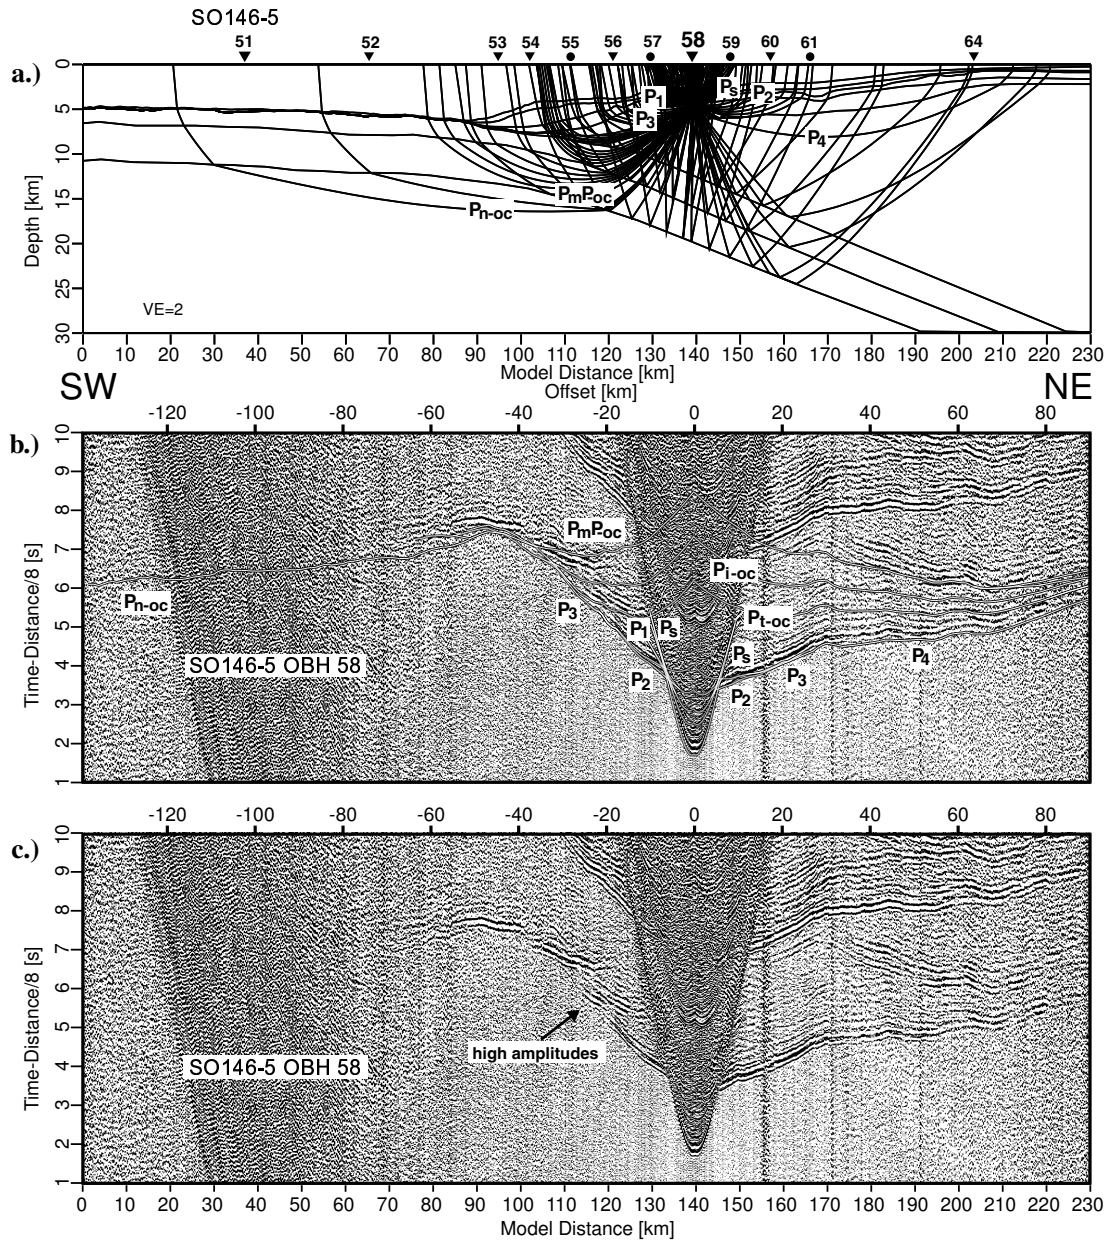 SO146-5
51 52 53 54 55 56 57 58 59 60 61 64
a.)
0
5
10
15
20
25
30
Depth [km]
P1
P3
Ps
P2
P4
PmP-oc
Pn-oc
VE=2
0 10 20 30 40 50 60 70 80 90 100 110 120 130 140 150 160 170 180 190 200 210 220 230
Model Distance [km]
SW
Offset [km]
NE
-120 -100 -80 -60 -40 -20 0 20 40 60 80
b.)
10
9
8
7
6
5
4
3
2
1
Time-Distance/8 [s]
PmP-oc
Pi-oc
Pn-oc
P3
P1
Ps
Pt-oc
Ps
P4
SO146-5 OBH 58
P2
P2
P3
-120 -100 -80 -60 -40 -20 0 20 40 60 80
c.)
10
9
8
7
6
5
4
3
2
1
Time-Distance/8 [s]
high amplitudes
SO146-5 OBH 58
0 10 20 30 40 50 60 70 80 90 100 110 120 130 140 150 160 170 180 190 200 210 220 230
Model Distance [km]